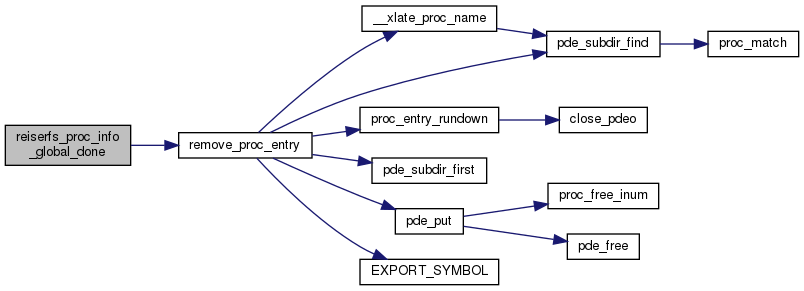 reiserfs_proc_info
_global_done
remove_proc_entry
__xlate_proc_name
pde_subdir_find
proc_match
proc_entry_rundown
close_pdeo
pde_subdir_first
pde_put
proc_free_inum
pde_free
EXPORT_SYMBOL